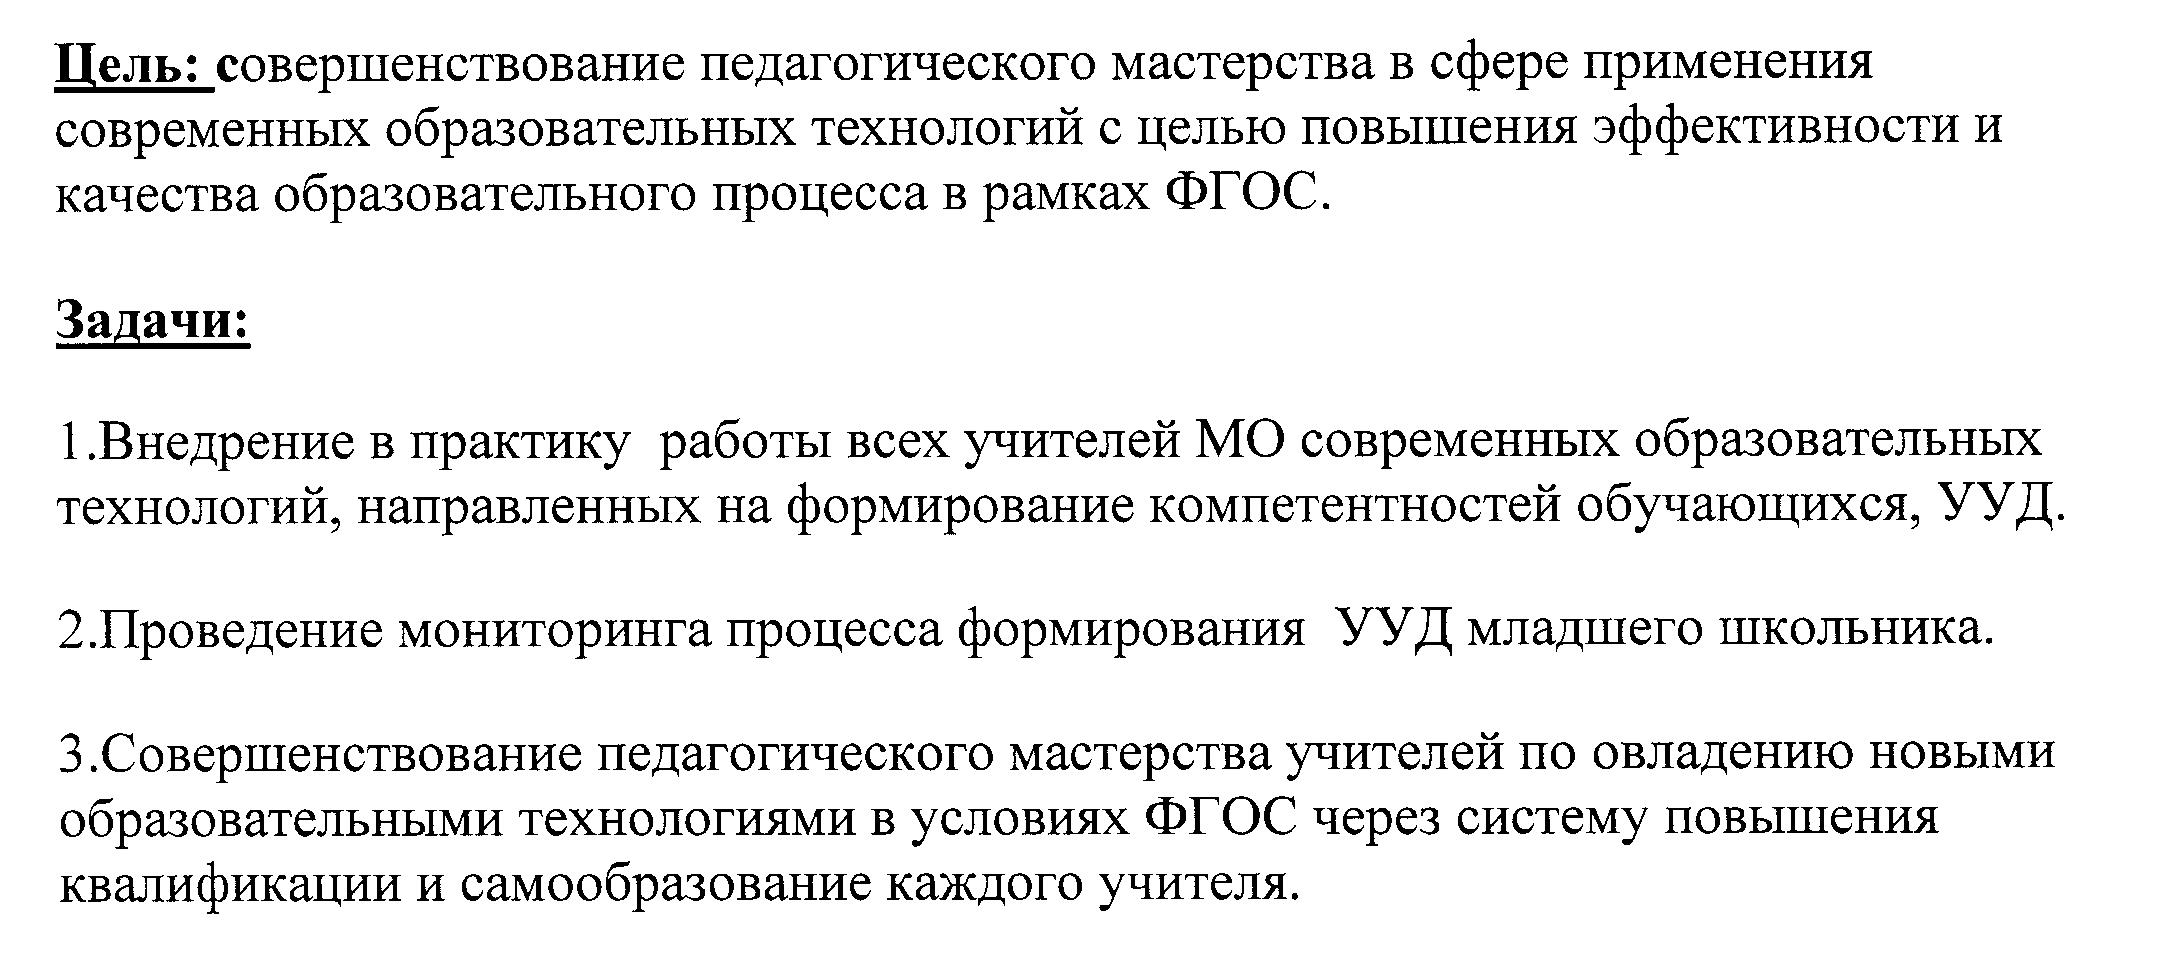 Цель: совершенствование педагогического мастерства в сфере применения
современных образовательных технологий с целью повышения эффективности и
качества образовательного процесса в рамках ФГОС.
Задачи:
1.Внедрение в практику  работы всех учителей МО современных образовательных
технологий, направленных на формирование компетентностей обучающихся, УУД.
2.Проведение мониторинга процесса формирования  УУД младшего школьника.
3.Совершенствование педагогического мастерства учителей по овладению новыми
образовательными технологиями в условиях ФГОС через систему повышения
квалификации и самообразование каждого учителя.